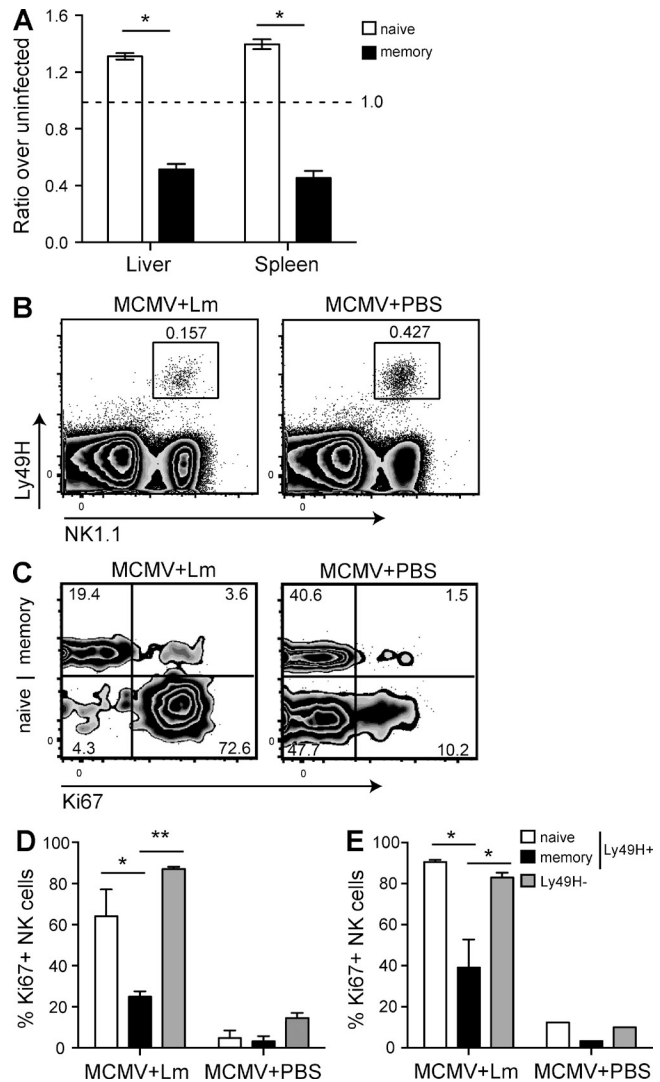 A
Ratio over uninfected
1.6
1.2
0.8
0.4
0.0
*
*
naive
memory
1.0
Liver
Spleen
B
MCMV+Lm
MCMV+PBS
0.157
0.427
Ly49H
0
0
0
0
NK1.1
C
MCMV+Lm
MCMV+PBS
19.4
3.6
40.6
1.5
naive | memory
0
0
4.3
72.6
47.7
10.2
0
0
Ki67
D
% Ki67+ NK cells
100
80
60
40
20
0
*
**
MCMV+Lm
MCMV+PBS
E
% Ki67+ NK cells
100
80
60
40
20
0
*
*
naive
memory
Ly49H+
Ly49H-
MCMV+Lm
MCMV+PBS